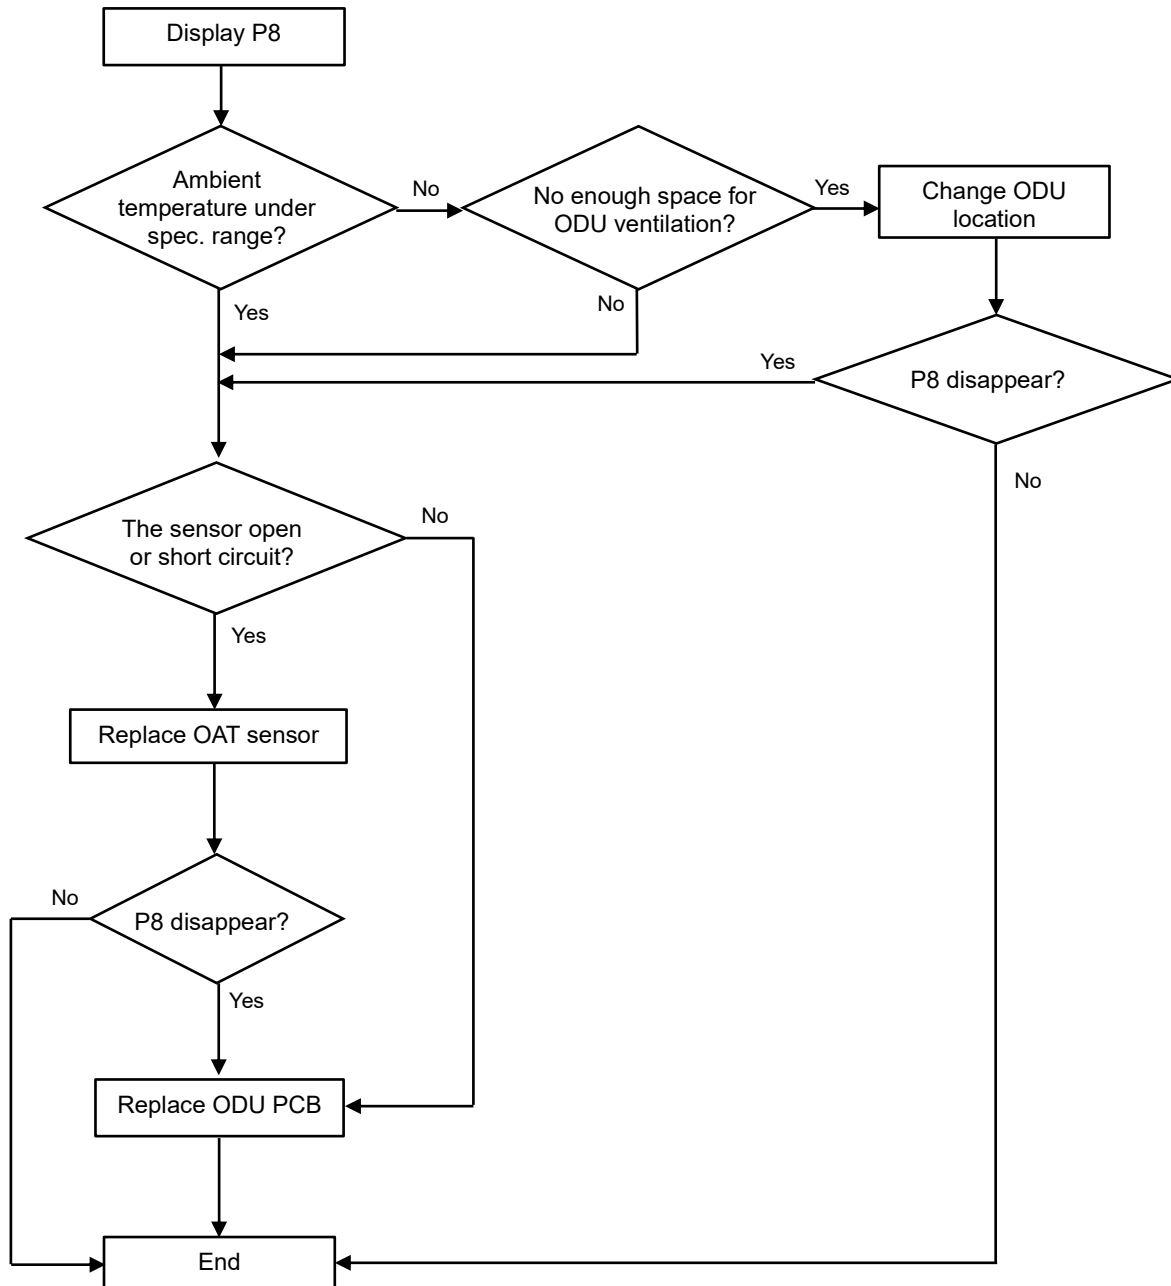 Display P8
Ambient
temperature under
spec. range?
No
No enough space for
ODU ventilation?
Yes
Change ODU
location
Yes
No
Yes
P8 disappear?
No
The sensor open
or short circuit?
No
Yes
Replace OAT sensor
No
P8 disappear?
Yes
Replace ODU PCB
End